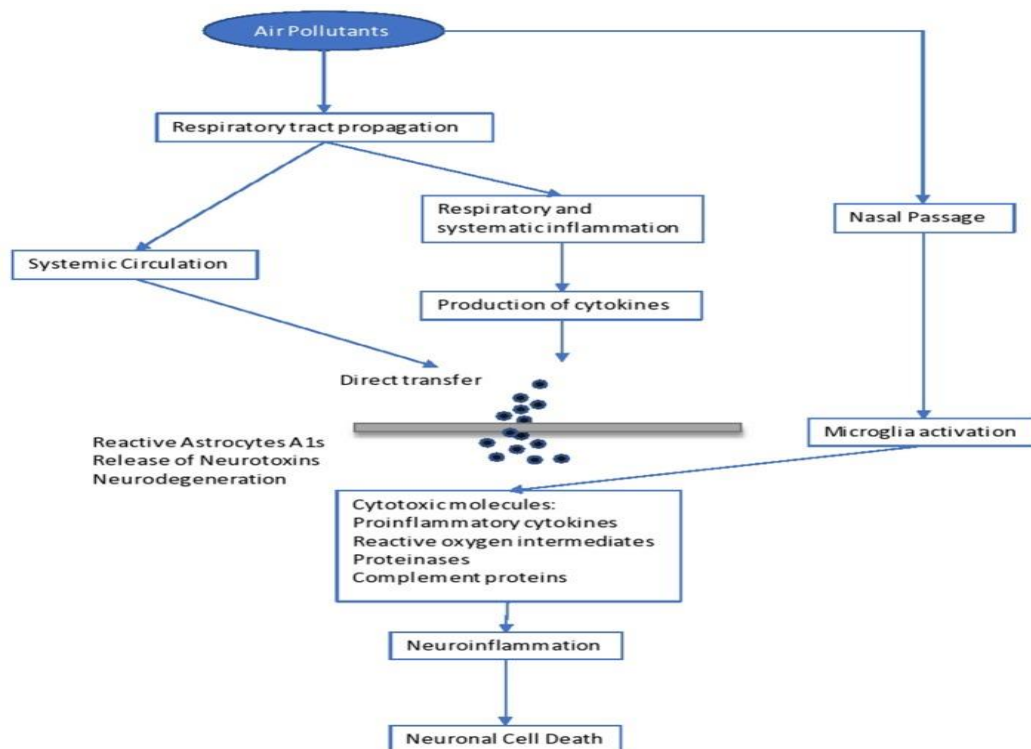 Air Pollutants
Respiratory tract propagation
Respiratory and
systematic inflammation
Nasal Passage
Systemic Circulation
Production of cytokines
Direct transfer
Microglia activation
Reactive Astrocytes A1s
Release of Neurotoxins
Neurodegeneration
Cytotoxic molecules:
Proinflammatory cytokines
Reactive oxygen intermediates
Proteinases
Complement proteins
Neuroinflammation
Neuronal Cell Death